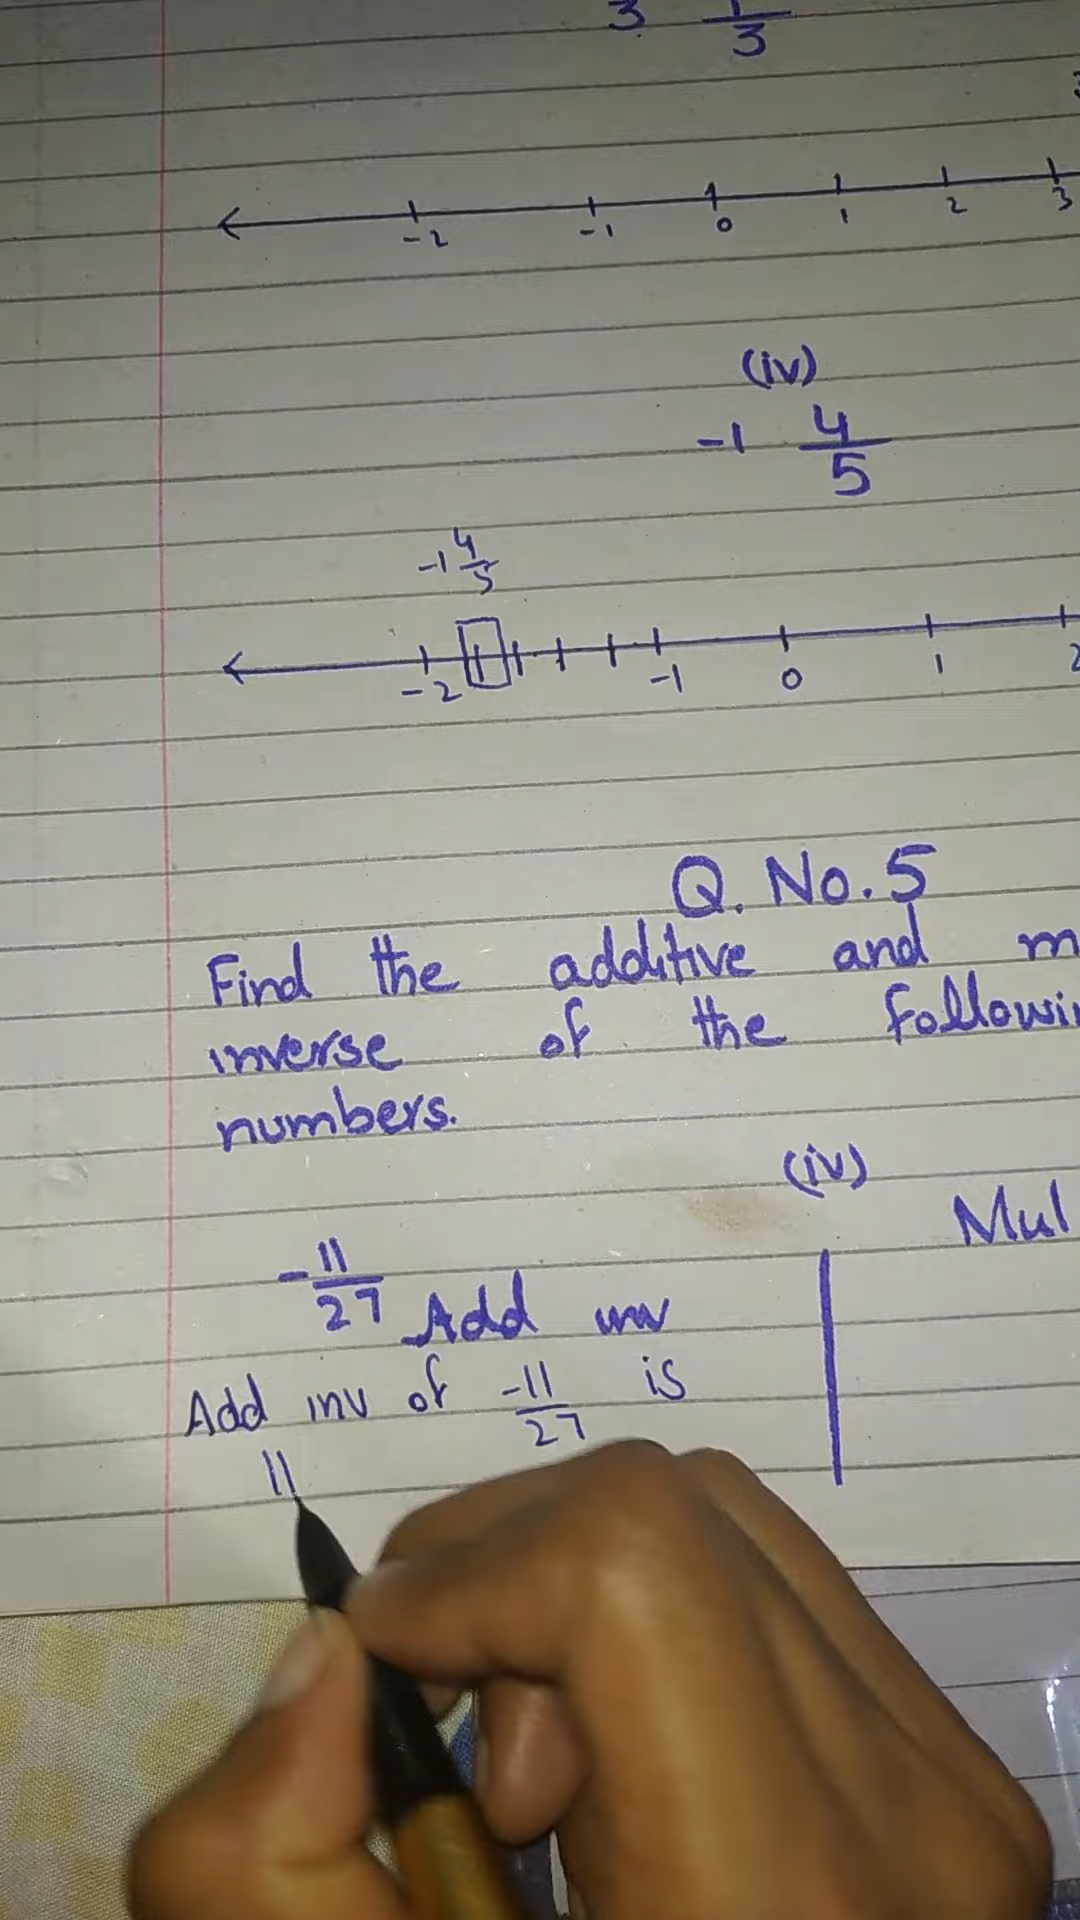 3 1/3
-2 -1 0 1 2 3
(iv)
-1 4/5
-1 4/5
-2 -1 0 1 2
Q. No. 5
Find the additive and m
inverse of the followi
numbers.
(iv)
-11/27 Add inv
Mul
Add inv of -11/27 is
11